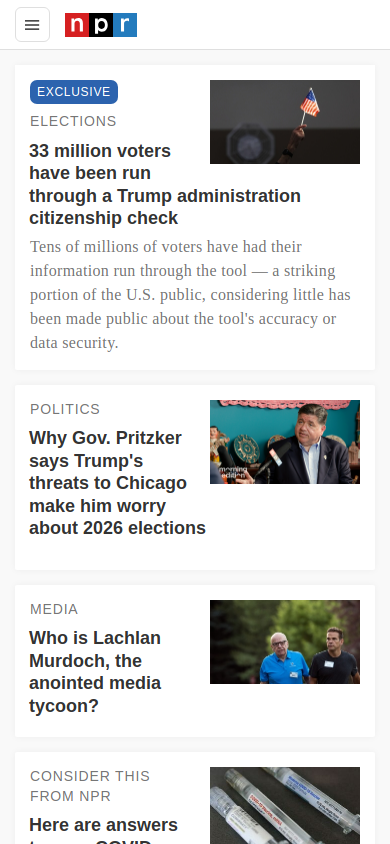 npr
EXCLUSIVE
ELECTIONS
33 million voters
have been run
through a Trump administration
citizenship check
Tens of millions of voters have had their
information run through the tool — a striking
portion of the U.S. public, considering little has
been made public about the tool's accuracy or
data security.
POLITICS
Why Gov. Pritzker
says Trump's
threats to Chicago
make him worry
about 2026 elections
morning
edition
MEDIA
Who is Lachlan
Murdoch, the
anointed media
tycoon?
CONSIDER THIS
FROM NPR
Here are answers